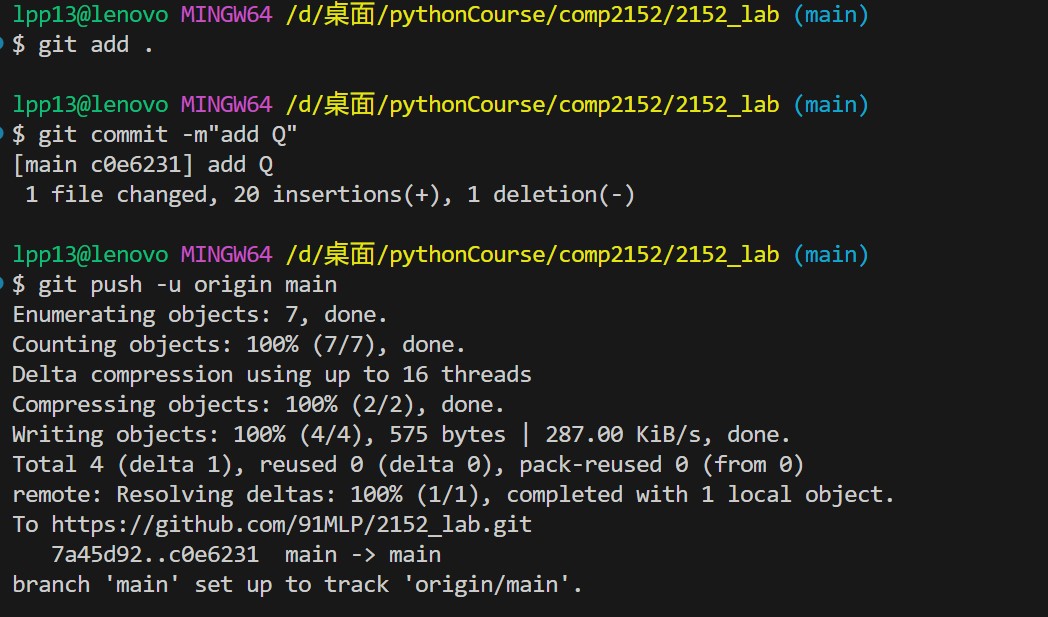 lpp13@lenovo MINGW64 /d/桌面/pythonCourse/comp2152/2152_lab (main)
$ git add .
lpp13@lenovo MINGW64 /d/桌面/pythonCourse/comp2152/2152_lab (main)
$ git commit -m"add Q"
[main c0e6231] add Q
 1 file changed, 20 insertions(+), 1 deletion(-)
lpp13@lenovo MINGW64 /d/桌面/pythonCourse/comp2152/2152_lab (main)
$ git push -u origin main
Enumerating objects: 7, done.
Counting objects: 100% (7/7), done.
Delta compression using up to 16 threads
Compressing objects: 100% (2/2), done.
Writing objects: 100% (4/4), 575 bytes | 287.00 KiB/s, done.
Total 4 (delta 1), reused 0 (delta 0), pack-reused 0 (from 0)
remote: Resolving deltas: 100% (1/1), completed with 1 local object.
To https://github.com/91MLP/2152_lab.git
   7a45d92..c0e6231  main -> main
branch 'main' set up to track 'origin/main'.